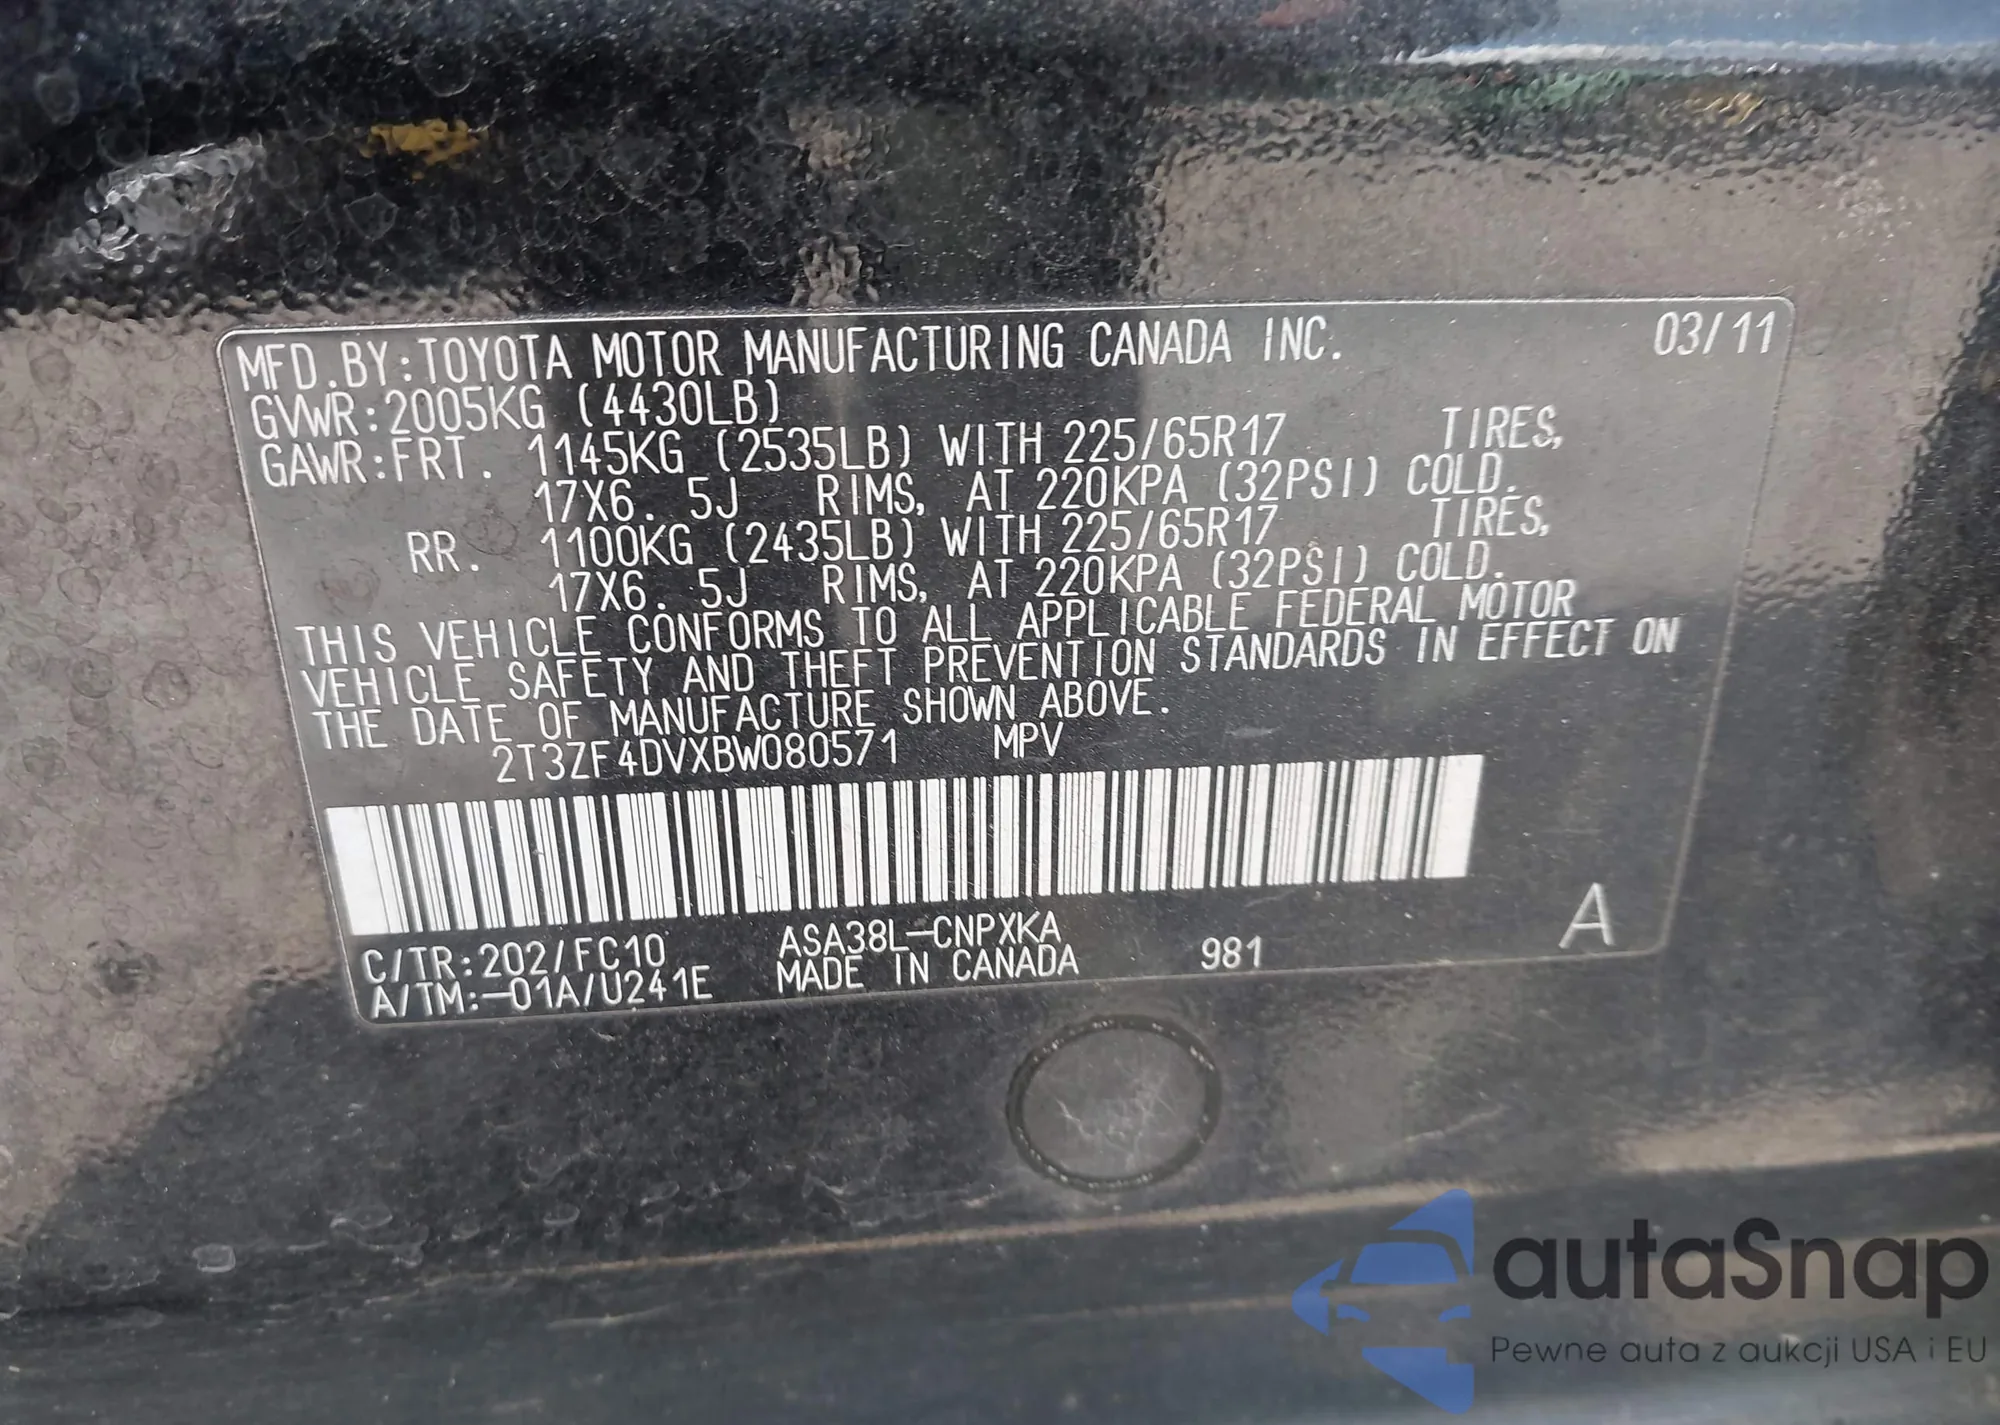 MFD.BY:TOYOTA MOTOR MANUFACTURING CANADA INC. 03/11
GVWR:2005KG (4430LB)
GAWR:FRT. 1145KG (2535LB) WITH 225/65R17 TIRES,
17X6. 5J RIMS, AT 220KPA (32PSI) COLD.
RR. 1100KG (2435LB) WITH 225/65R17 TIRES,
17X6. 5J RIMS, AT 220KPA (32PSI) COLD.
THIS VEHICLE CONFORMS TO ALL APPLICABLE FEDERAL MOTOR
VEHICLE SAFETY AND THEFT PREVENTION STANDARDS IN EFFECT ON
THE DATE OF MANUFACTURE SHOWN ABOVE.
2T3ZF4DVXBW080571 MPV
C/TR:202/FC10 ASA38L-CNPXKA
A/TM:-01A/U241E MADE IN CANADA 981 A
autaSnap
Pewne auta z aukcji USA i EU